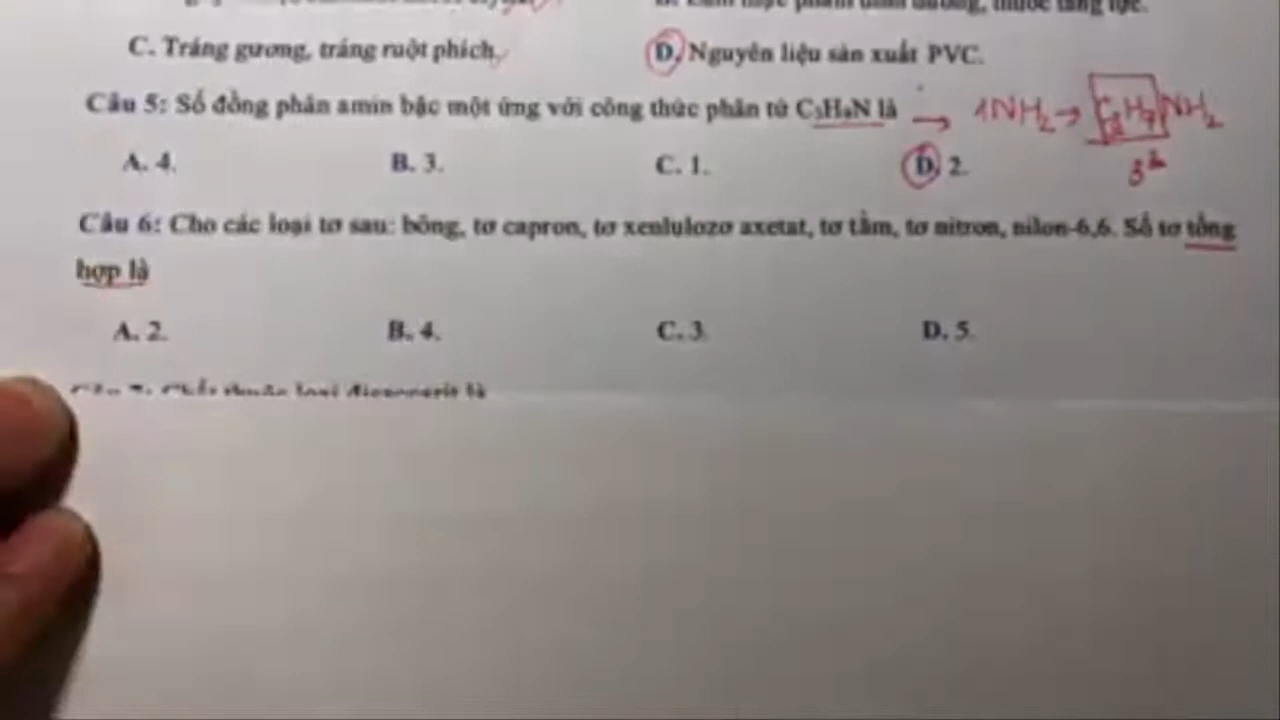 C. Tráng gương, tráng ruột phích. D. Nguyên liệu sản xuất PVC.
Câu 5: Số đồng phân amin bậc một ứng với công thức phân tử C₃H₉N là → 1NH₂ → C₃H₇NH₂
A. 4. B. 3. C. 1. D. 2.
Câu 6: Cho các loại tơ sau: bông, tơ capron, tơ xenlulozơ axetat, tơ tằm, tơ nitron, nilon-6,6. Số tơ tổng
hợp là
A. 2. B. 4. C. 3. D. 5.